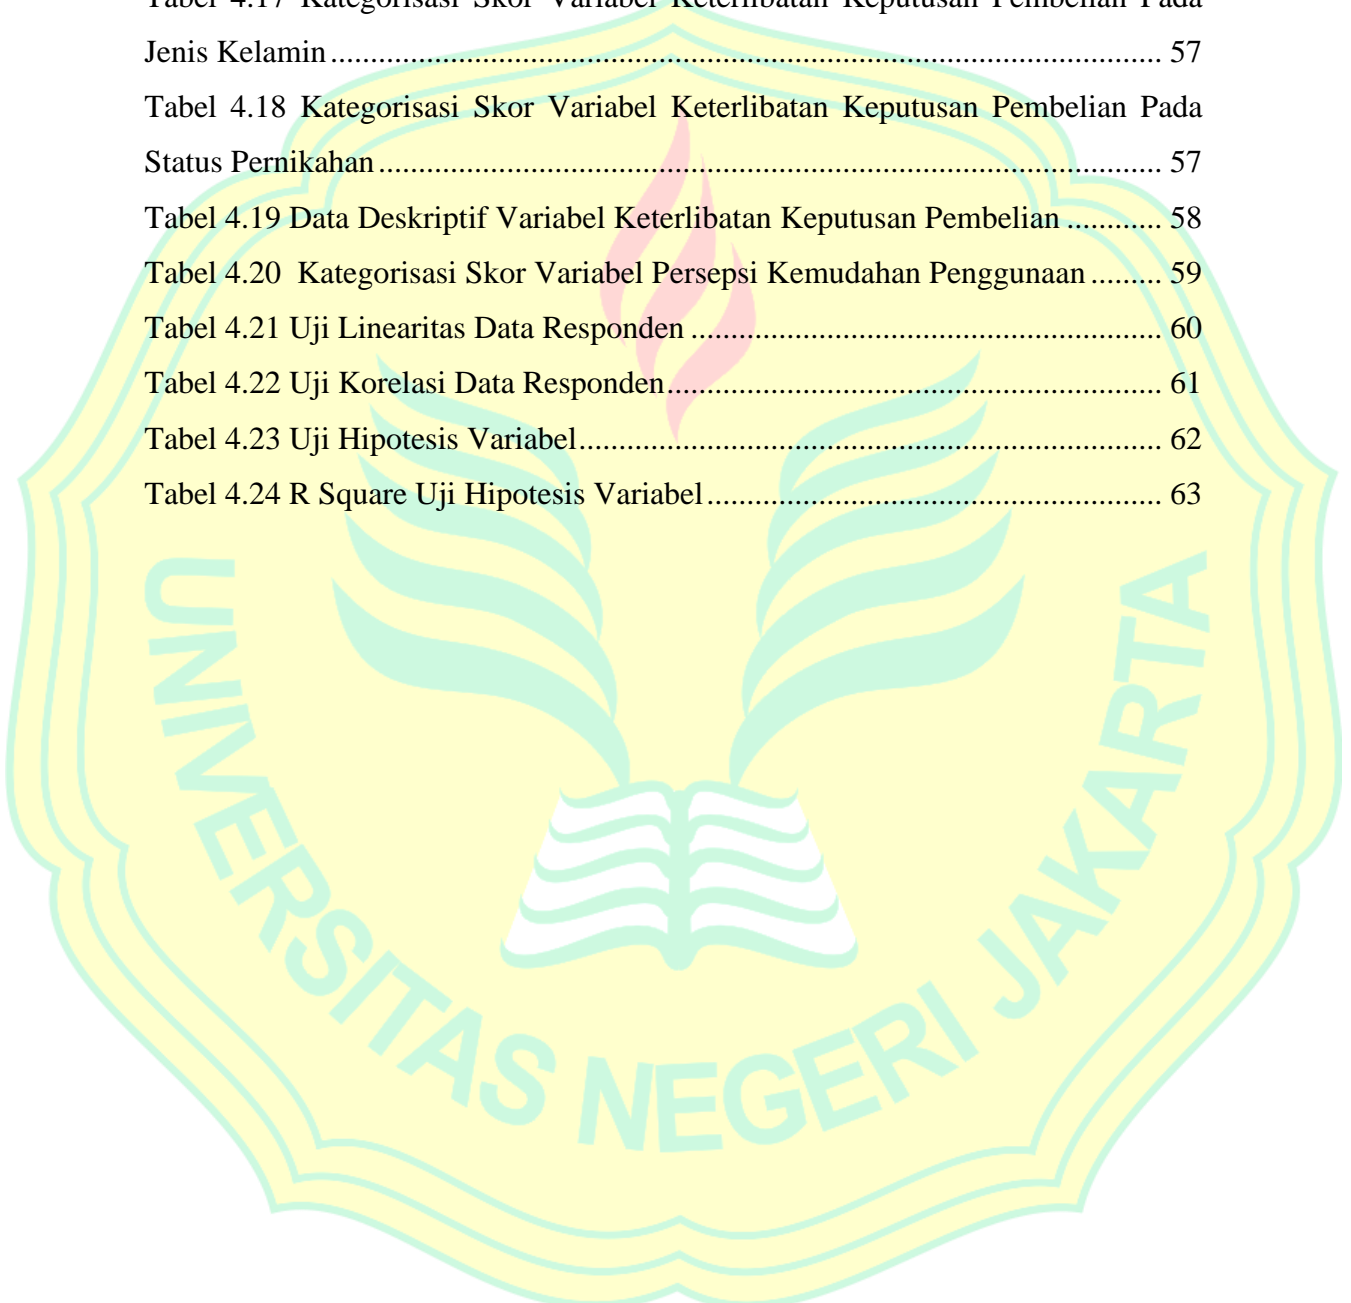 Tabel 4.17 Kategorisasi Skor Variabel Keterlibatan Keputusan Pembelian Pada
Jenis Kelamin ........................................................................................................ 57
Tabel 4.18 Kategorisasi Skor Variabel Keterlibatan Keputusan Pembelian Pada
Status Pernikahan .................................................................................................. 57
Tabel 4.19 Data Deskriptif Variabel Keterlibatan Keputusan Pembelian ............ 58
Tabel 4.20 Kategorisasi Skor Variabel Persepsi Kemudahan Penggunaan ......... 59
Tabel 4.21 Uji Linearitas Data Responden ........................................................... 60
Tabel 4.22 Uji Korelasi Data Responden .............................................................. 61
Tabel 4.23 Uji Hipotesis Variabel ......................................................................... 62
Tabel 4.24 R Square Uji Hipotesis Variabel ......................................................... 63
UNIVERSITAS NEGERI JAKARTA